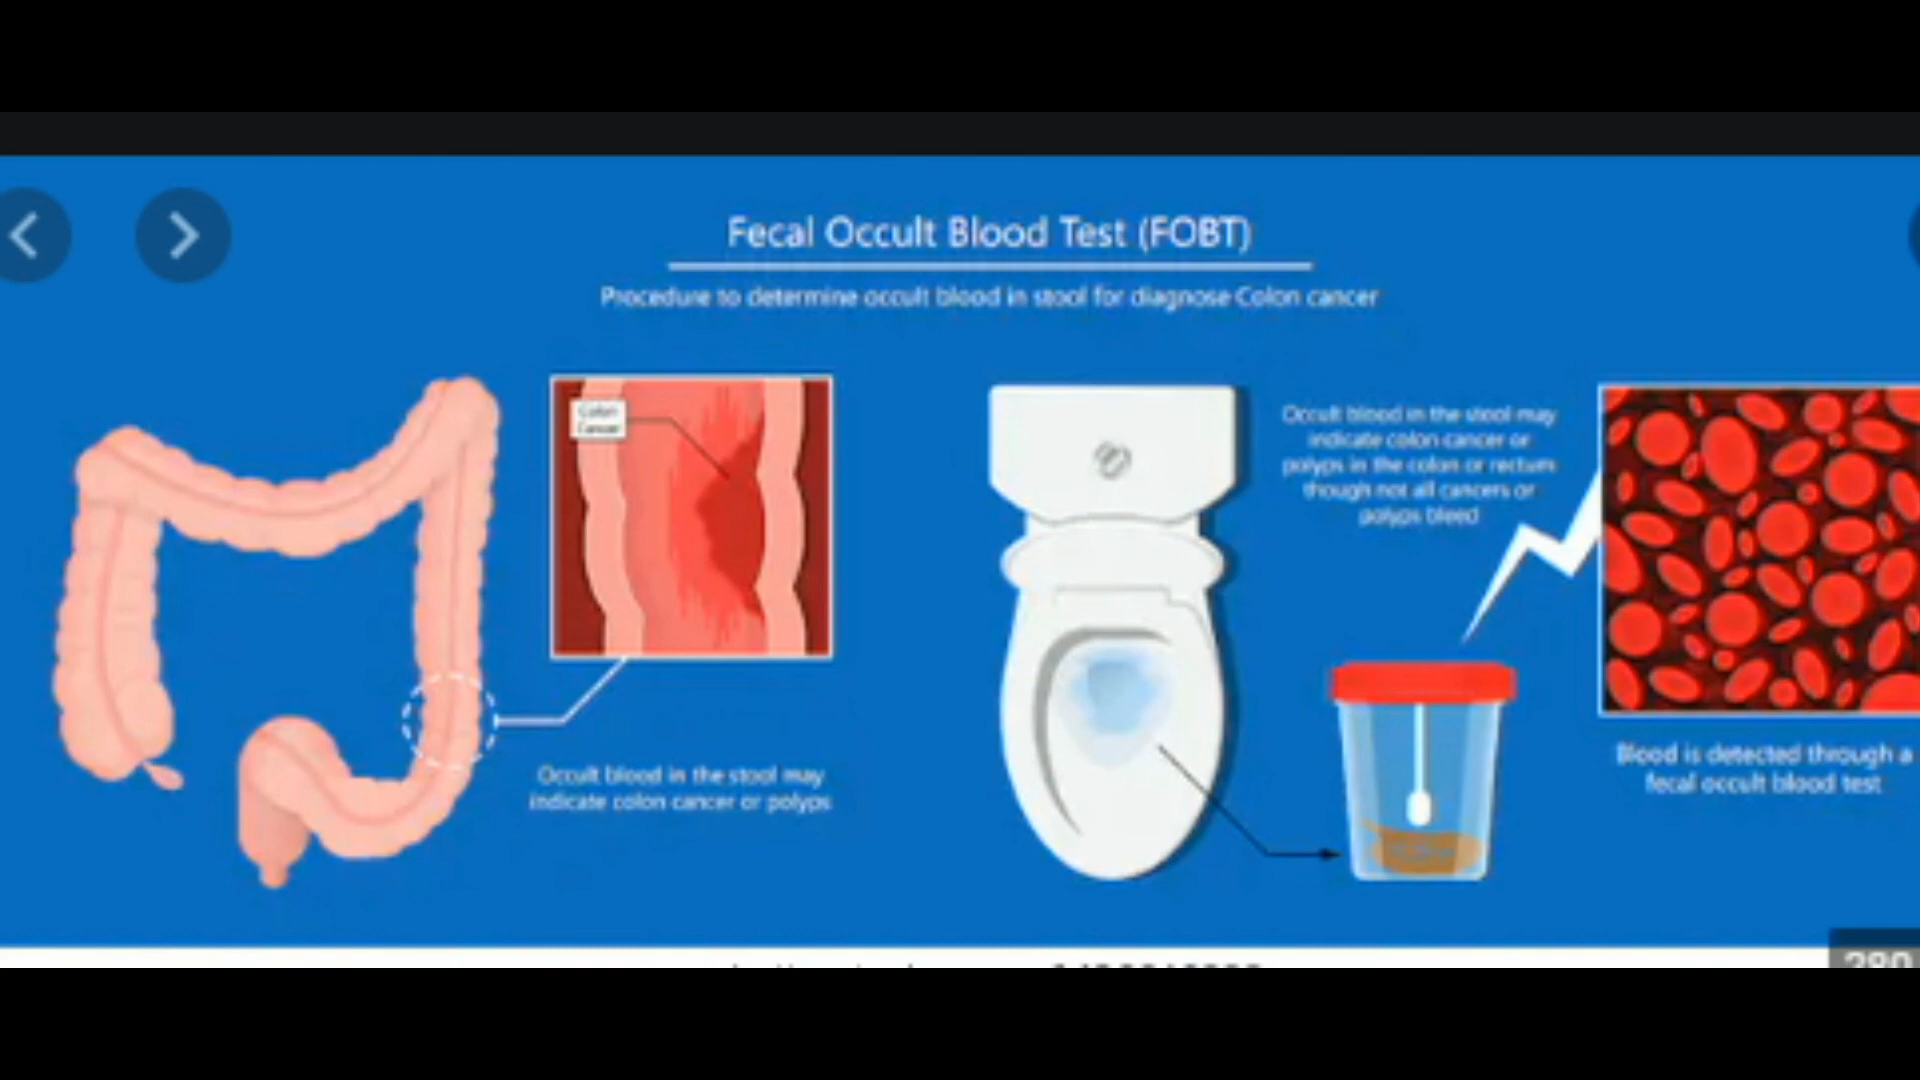 Fecal Occult Blood Test (FOBT)
Procedure to determine occult blood in stool for diagnose Colon cancer
Colon
Cancer
Occult blood in the stool may
indicate colon cancer or polyps
Occult blood in the stool may
indicate colon cancer or
polyps in the colon or rectum
though not all cancers or
polyps bleed
Blood is detected through a
fecal occult blood test